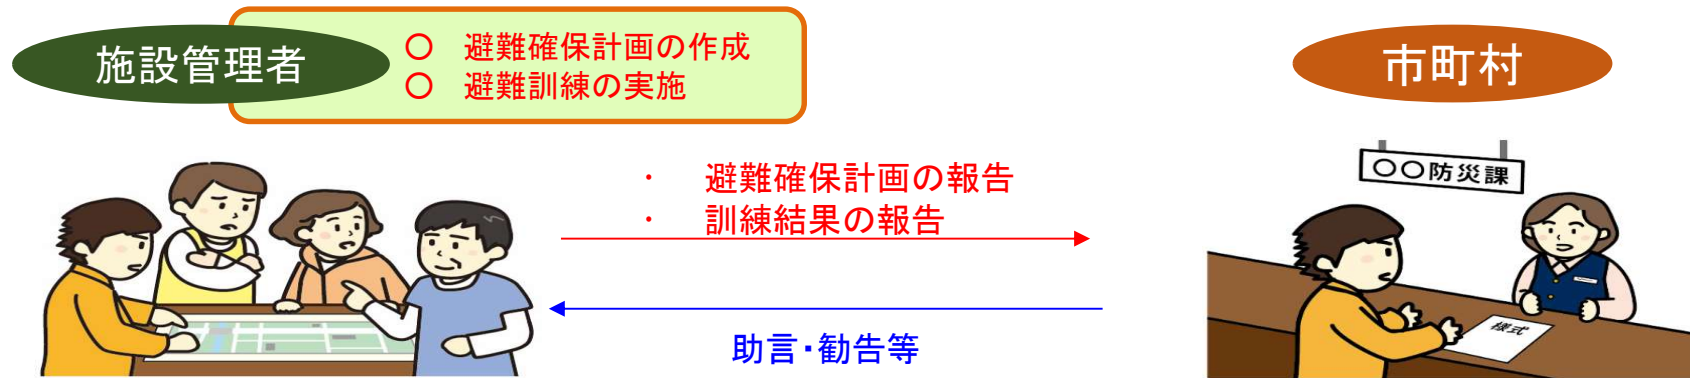 施設管理者
○ 避難確保計画の作成
○ 避難訓練の実施
市町村
・ 避難確保計画の報告
・ 訓練結果の報告
助言・勧告等
○○防災課
様式